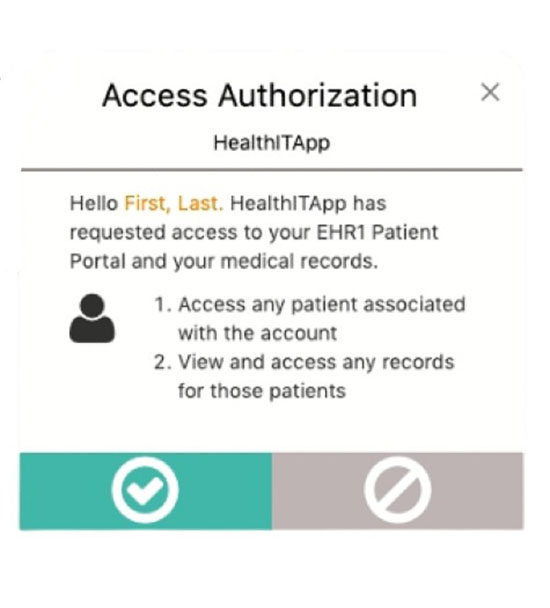 Access Authorization
HealthITApp
Hello First, Last. HealthITApp has
requested access to your EHR1 Patient
Portal and your medical records.
1. Access any patient associated
with the account
2. View and access any records
for those patients